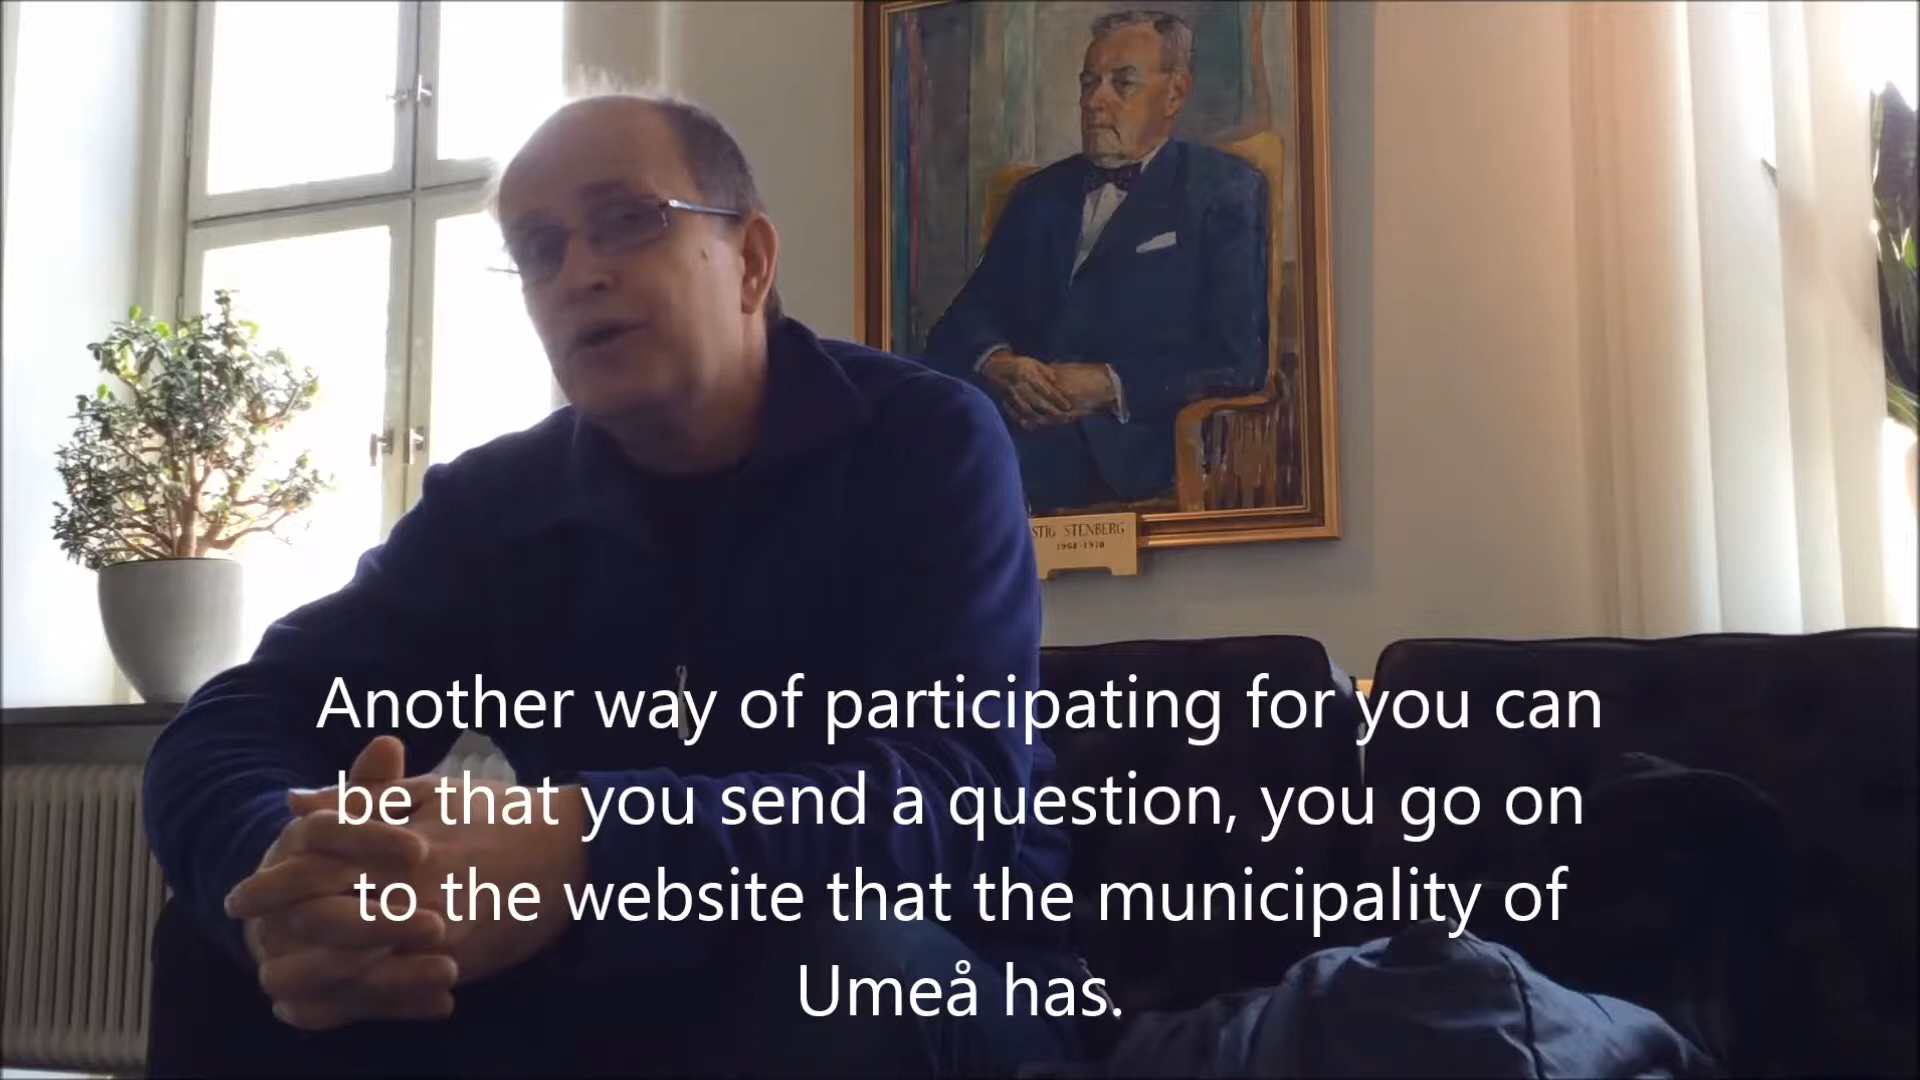 STIG STENBERG
Another way of participating for you can
be that you send a question, you go on
to the website that the municipality of
Umeå has.